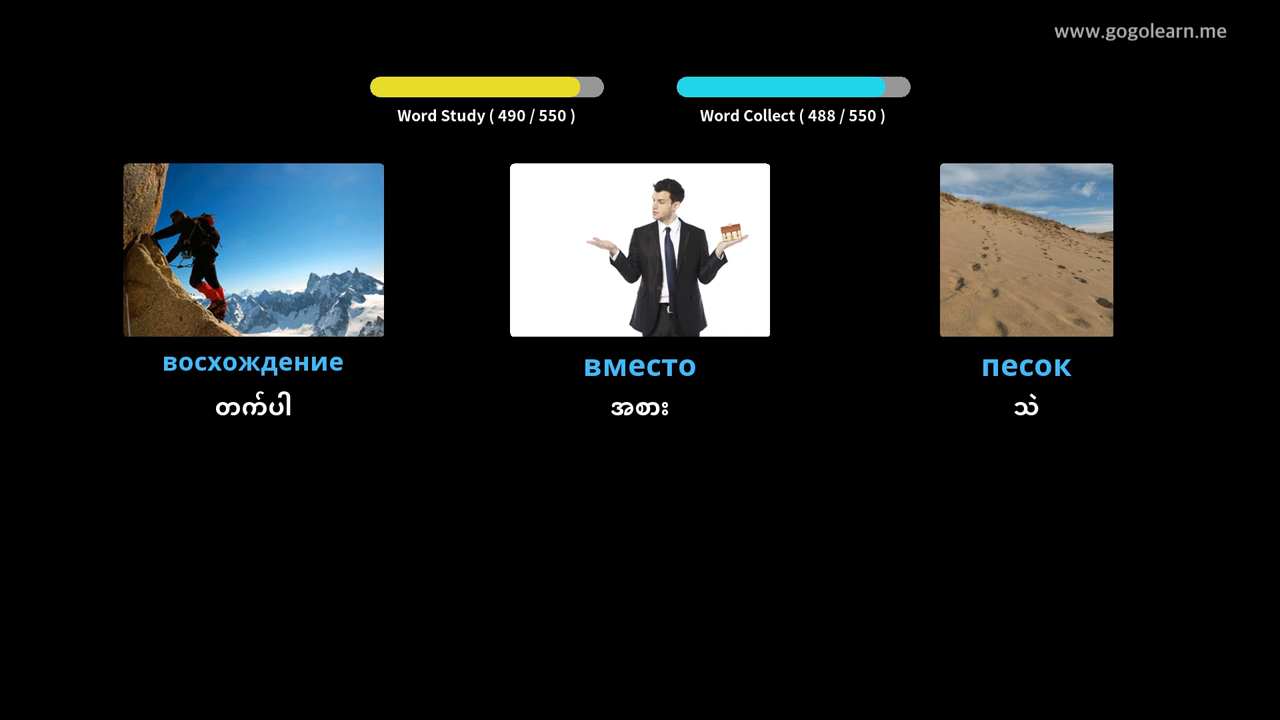 www.gogolearn.me
Word Study ( 490 / 550 )
Word Collect ( 488 / 550 )
восхождение
вместо
песок
တက်ပါ
အစား
သဲ